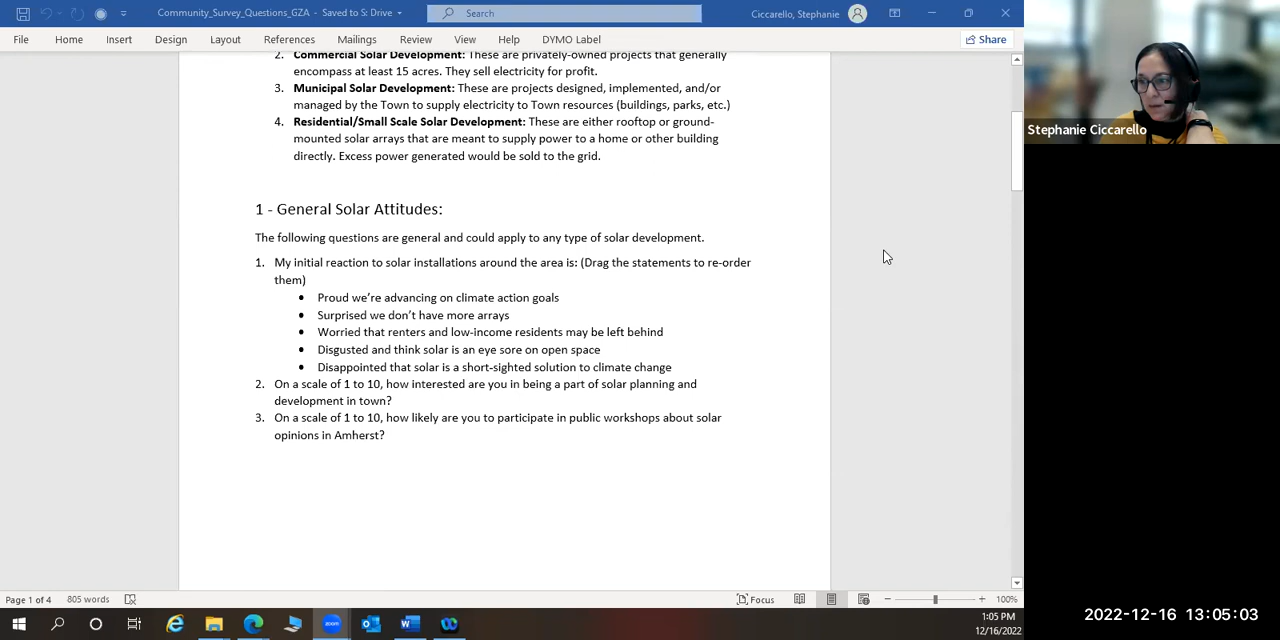 Community_Survey_Questions_GZA - Saved to S: Drive
Search
Ciccarello, Stephanie
File Home Insert Design Layout References Mailings Review View Help DYMO Label Share
2. Commercial Solar Development: These are privately-owned projects that generally
encompass at least 15 acres. They sell electricity for profit.
3. Municipal Solar Development: These are projects designed, implemented, and/or
managed by the Town to supply electricity to Town resources (buildings, parks, etc.)
4. Residential/Small Scale Solar Development: These are either rooftop or ground-
mounted solar arrays that are meant to supply power to a home or other building
directly. Excess power generated would be sold to the grid.
1 - General Solar Attitudes:
The following questions are general and could apply to any type of solar development.
1. My initial reaction to solar installations around the area is: (Drag the statements to re-order
them)
• Proud we’re advancing on climate action goals
• Surprised we don’t have more arrays
• Worried that renters and low-income residents may be left behind
• Disgusted and think solar is an eye sore on open space
• Disappointed that solar is a short-sighted solution to climate change
2. On a scale of 1 to 10, how interested are you in being a part of solar planning and
development in town?
3. On a scale of 1 to 10, how likely are you to participate in public workshops about solar
opinions in Amherst?
Page 1 of 4 805 words Focus 100%
zoom
1:05 PM
12/16/2022
Stephanie Ciccarello
2022-12-16 13:05:03